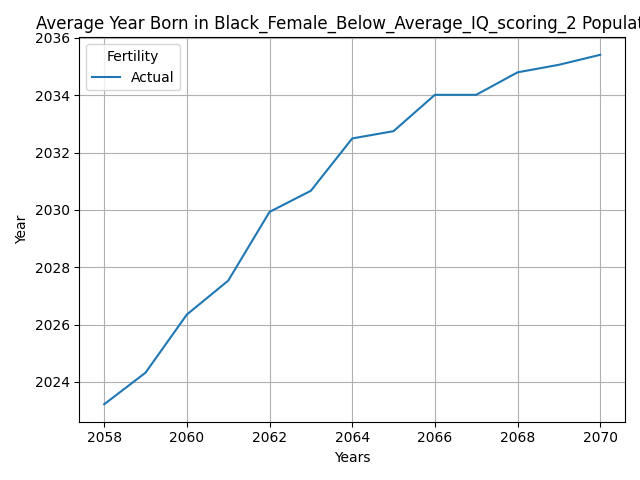 Average Year Born in Black_Female_Below_Average_IQ_scoring_2 Populat
Fertility
Actual
2036
2034
2032
2030
2028
2026
2024
Year
2058
2060
2062
2064
2066
2068
2070
Years